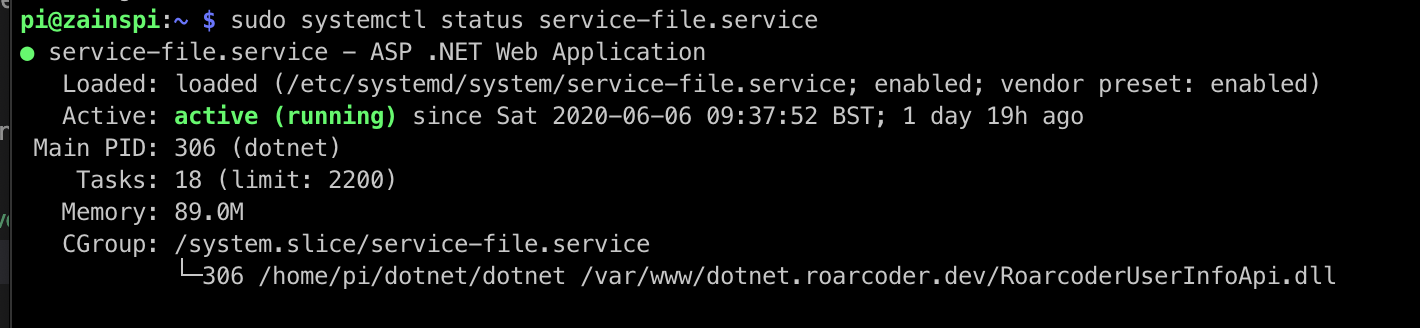 pi@zainspi:~ $ sudo systemctl status service-file.service
● service-file.service - ASP .NET Web Application
Loaded: loaded (/etc/systemd/system/service-file.service; enabled; vendor preset: enabled)
Active: active (running) since Sat 2020-06-06 09:37:52 BST; 1 day 19h ago
Main PID: 306 (dotnet)
Tasks: 18 (limit: 2200)
Memory: 89.0M
CGroup: /system.slice/service-file.service
└─306 /home/pi/dotnet/dotnet /var/www/dotnet.roarcoder.dev/RoarcoderUserInfoApi.dll